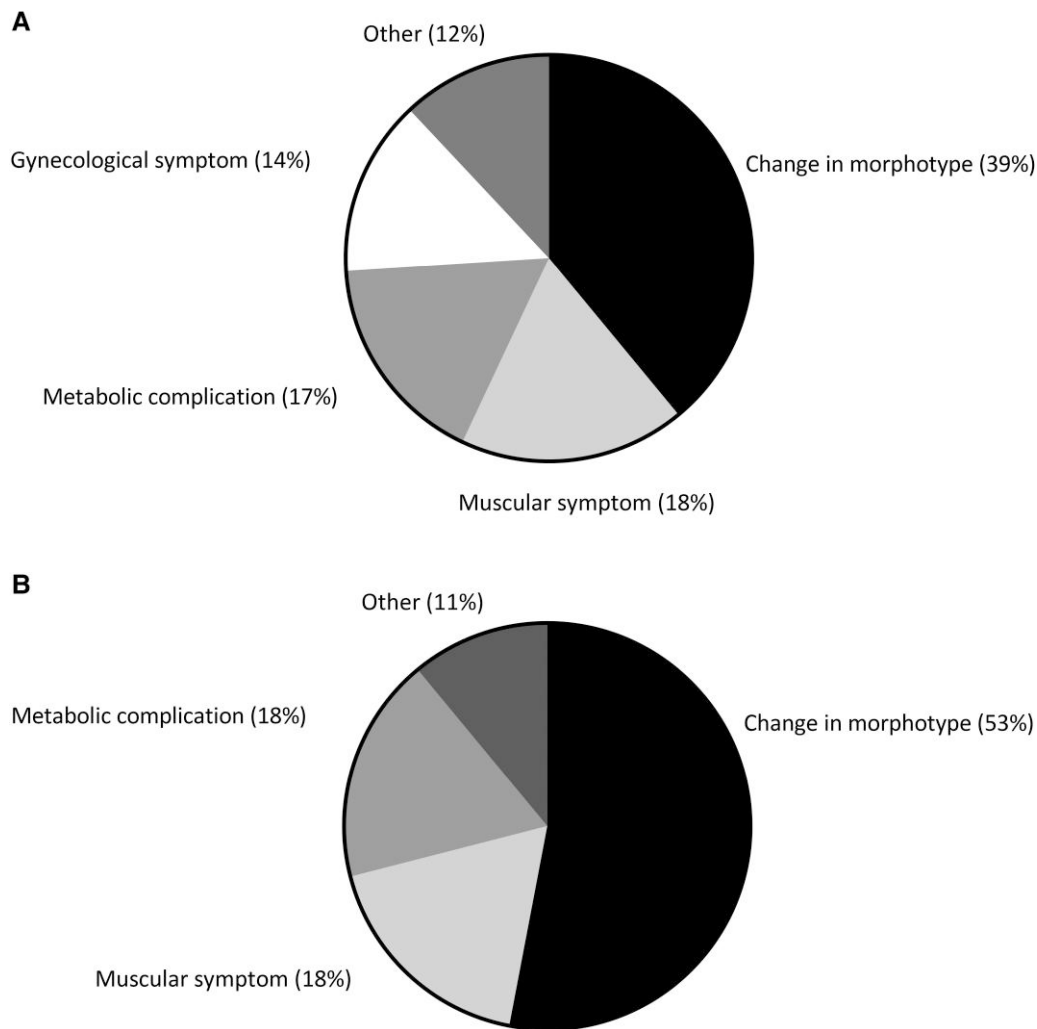 A
Other (12%)
Gynecological symptom (14%)
Change in morphotype (39%)
Metabolic complication (17%)
Muscular symptom (18%)
B
Other (11%)
Metabolic complication (18%)
Change in morphotype (53%)
Muscular symptom (18%)